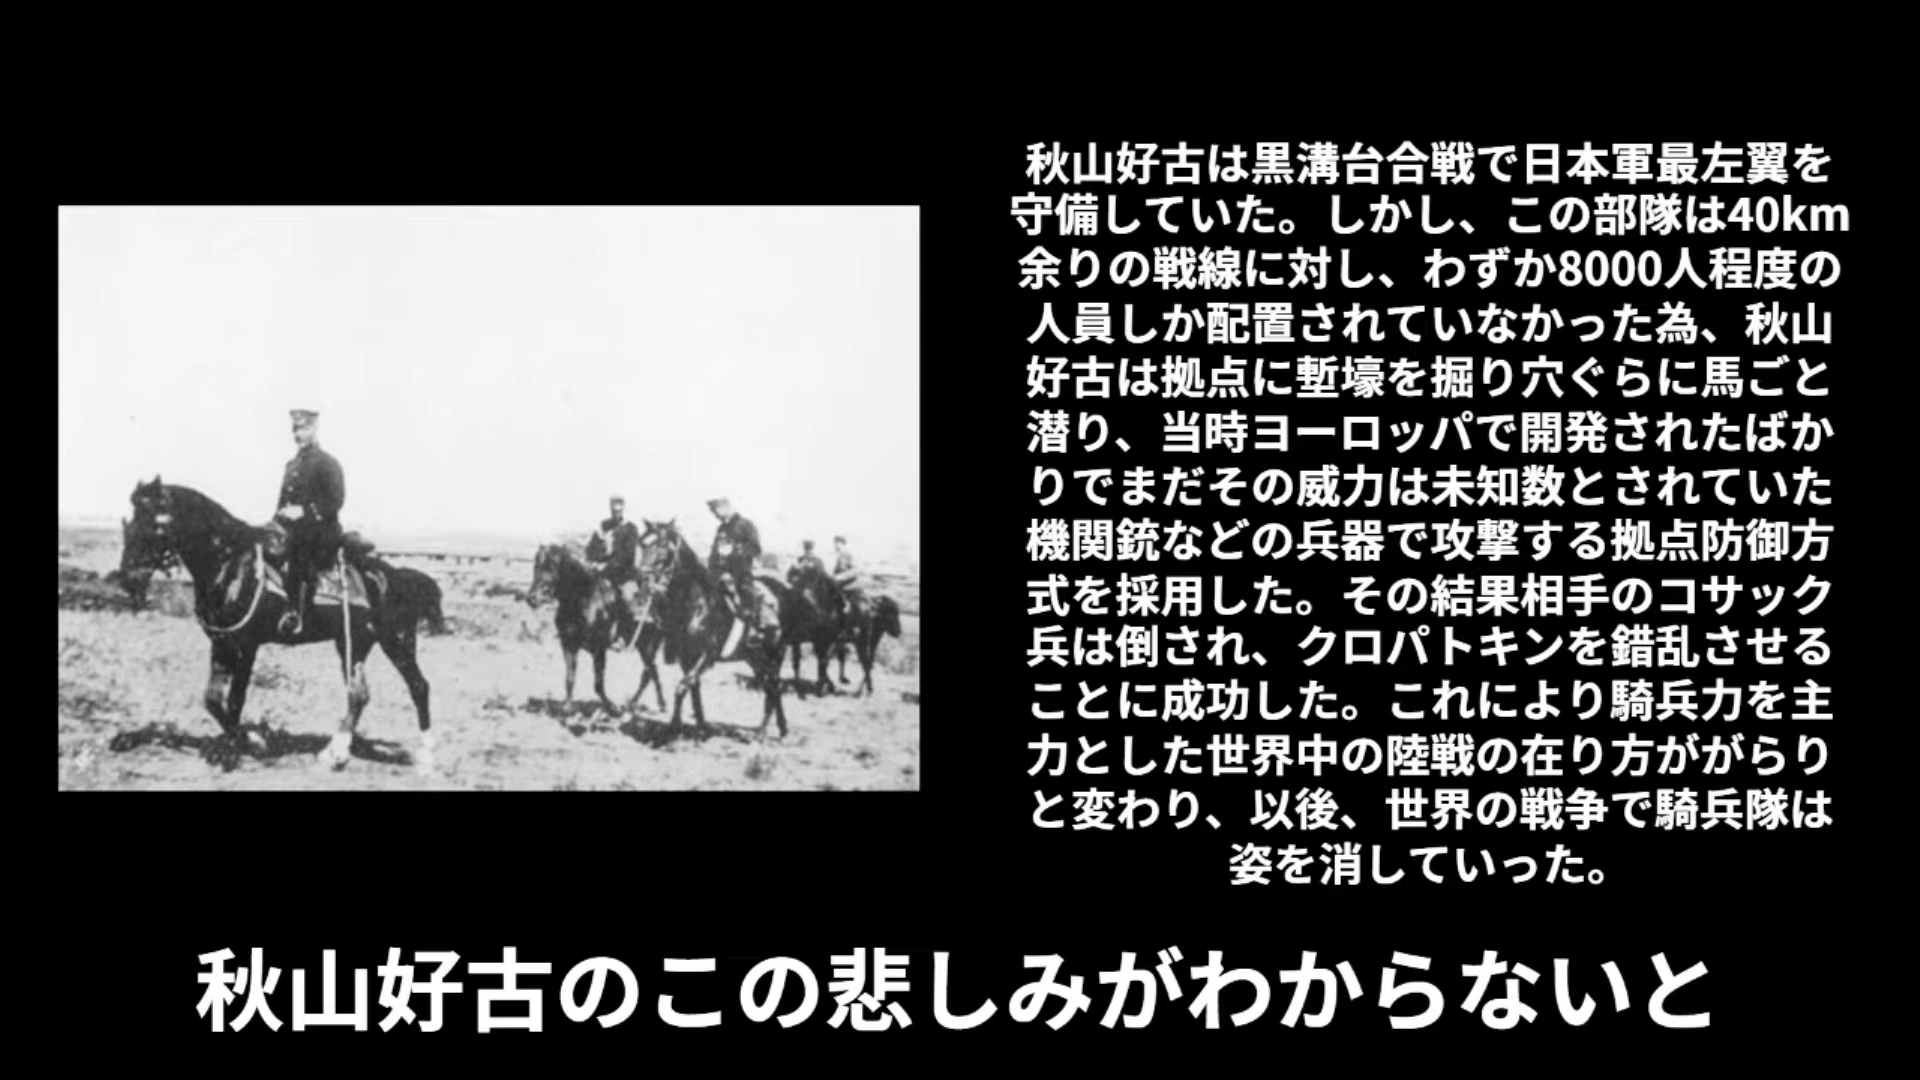 秋山好古は黒溝台合戦で日本軍最左翼を
守備していた。しかし、この部隊は40km
余りの戦線に対し、わずか8000人程度の
人員しか配置されていなかった為、秋山
好古は拠点に塹壕を掘り穴ぐらに馬ごと
潜り、当時ヨーロッパで開発されたばか
りでまだその威力は未知数とされていた
機関銃などの兵器で攻撃する拠点防御方
式を採用した。その結果相手のコサック
兵は倒され、クロパトキンを錯乱させる
ことに成功した。これにより騎兵力を主
力とした世界中の陸戦の在り方ががらり
と変わり、以後、世界の戦争で騎兵隊は
姿を消していった。
秋山好古のこの悲しみがわからないと